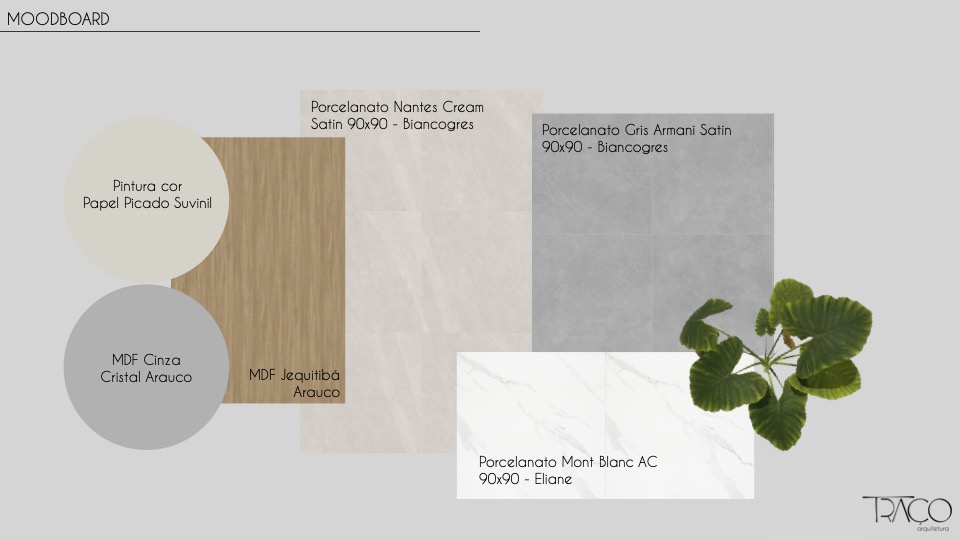 MOODBOARD
Porcelanato Nantes Cream
Satin 90x90 - Biancogres
Porcelanato Gris Armani Satin
90x90 - Biancogres
Pintura cor
Papel Picado Suvinil
MDF Cinza
Cristal Arauco
MDF Jequitibá
Arauco
Porcelanato Mont Blanc AC
90x90 - Eliane
TRAÇO
arquitetura